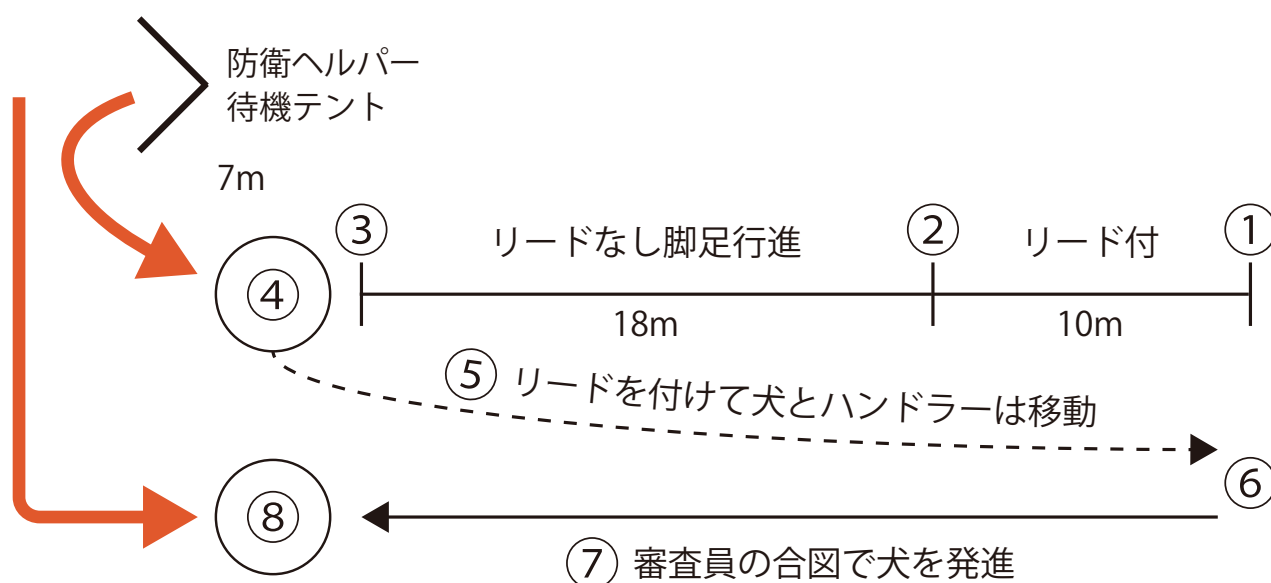 防衛ヘルパー
待機テント
7m
③
リードなし脚足行進
②
リード付
①
④
18m
10m
⑤ リードを付けて犬とハンドラーは移動
⑥
⑧
⑦ 審査員の合図で犬を発進